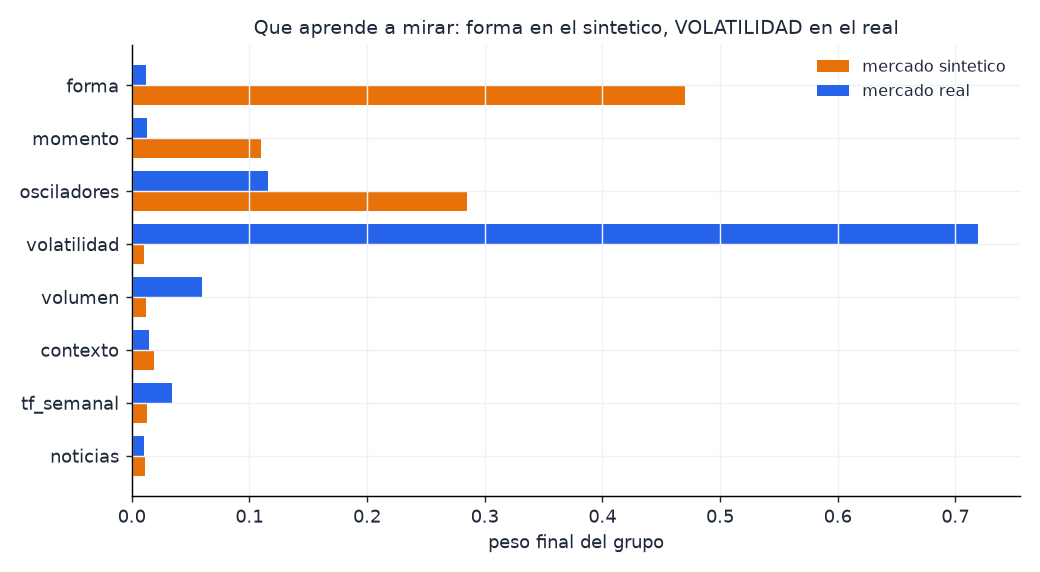 Que aprende a mirar: forma en el sintetico, VOLATILIDAD en el real
mercado sintetico
mercado real
forma
momento
osciladores
volatilidad
volumen
contexto
tf_semanal
noticias
0.0 0.1 0.2 0.3 0.4 0.5 0.6 0.7
peso final del grupo